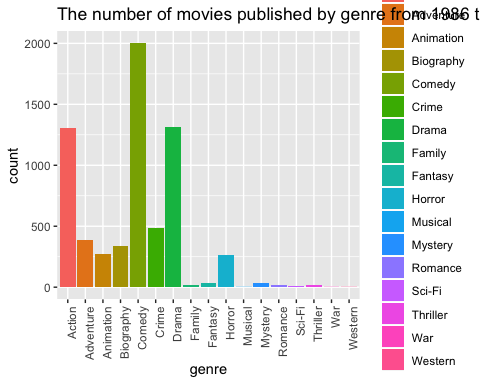 The number of movies published by genre from 1986 t
count
2000
1500
1000
500
0
Action
Adventure
Animation
Biography
Comedy
Crime
Drama
Family
Fantasy
Horror
Musical
Mystery
Romance
Sci-Fi
Thriller
War
Western
genre
Adventure
Animation
Biography
Comedy
Crime
Drama
Family
Fantasy
Horror
Musical
Mystery
Romance
Sci-Fi
Thriller
War
Western